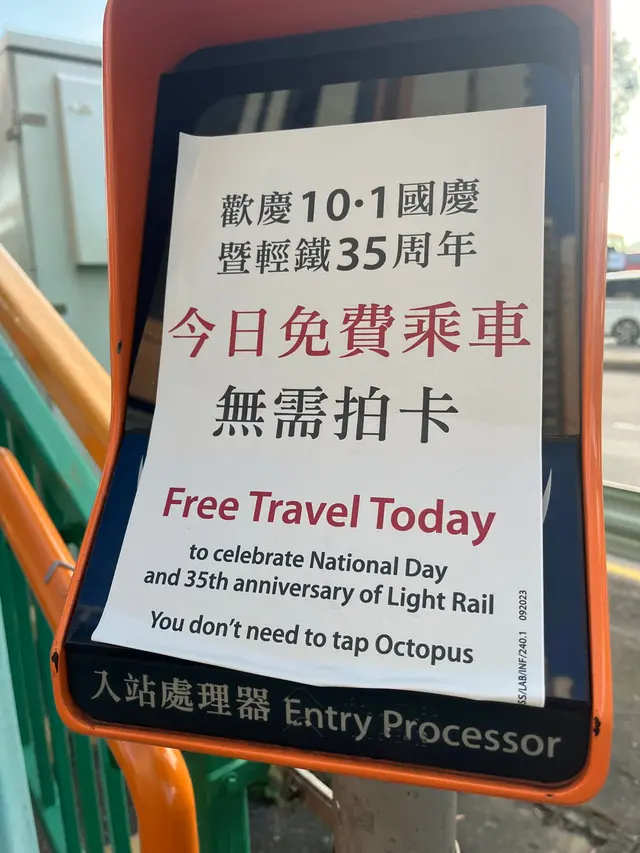 歡慶10·1國慶
暨輕鐵35周年
今日免費乘車
無需拍卡
Free Travel Today
to celebrate National Day
and 35th anniversary of Light Rail
You don't need to tap Octopus
SS/LAB/INF/240.1 092023
入站處理器 Entry Processor